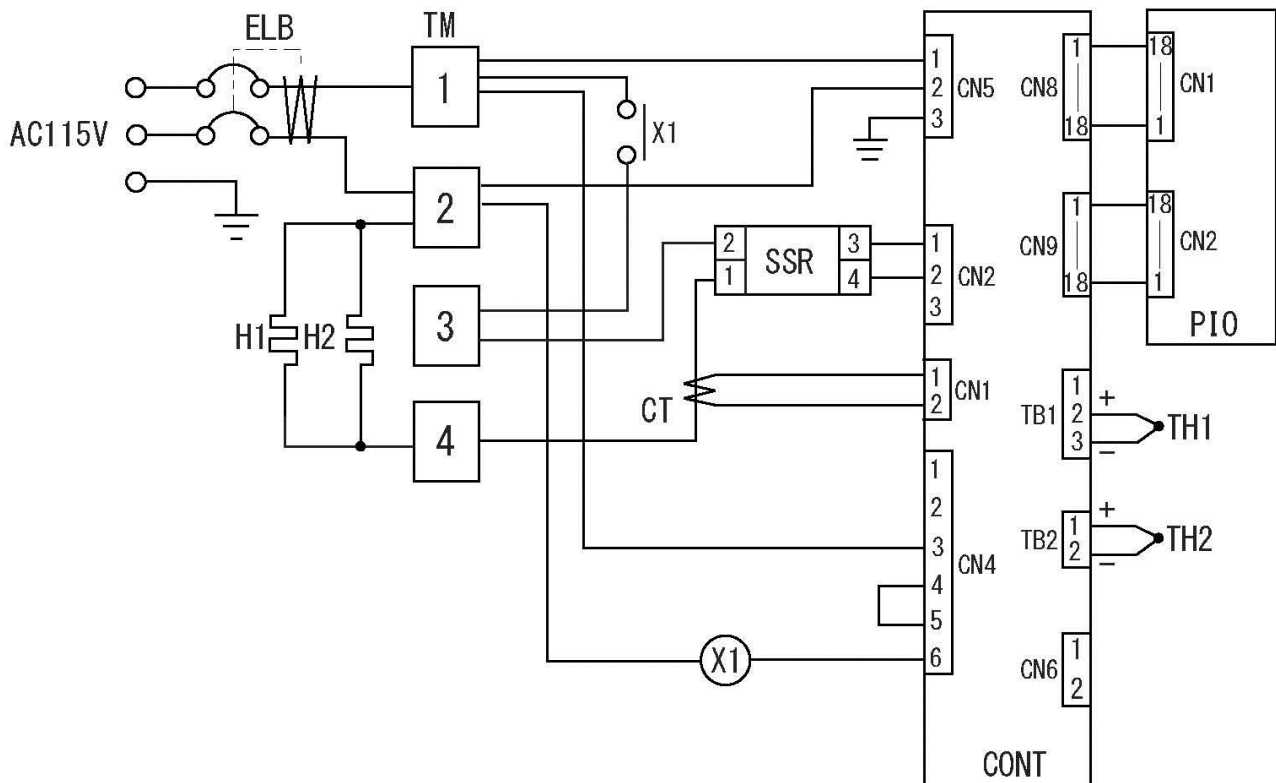 ELB
TM
AC115V
1
2
3
4
H1
H2
X1
2
1
SSR
3
4
CT
X1
1
2
3
CN5
1
2
3
CN2
1
2
CN1
1
2
3
4
5
6
CN4
CN8
1
18
CN9
1
18
TB1
1
2
3
TB2
1
2
CN6
1
2
CONT
18
1
CN1
18
1
CN2
PIO
+
−
TH1
+
−
TH2